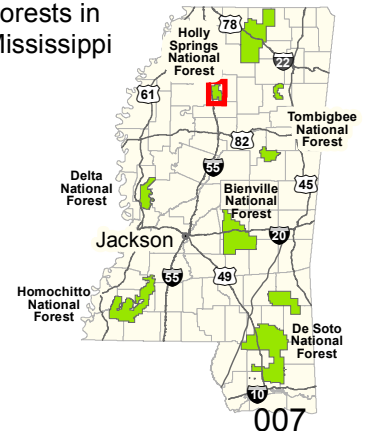 orests in
Mississippi
78
Holly
Springs
National
Forest
22
61
Tombigbee
National
Forest
82
55
Delta
National
Forest
45
Bienville
National
Forest
Jackson
20
55
49
Homochitto
National
Forest
De Soto
National
Forest
10
007